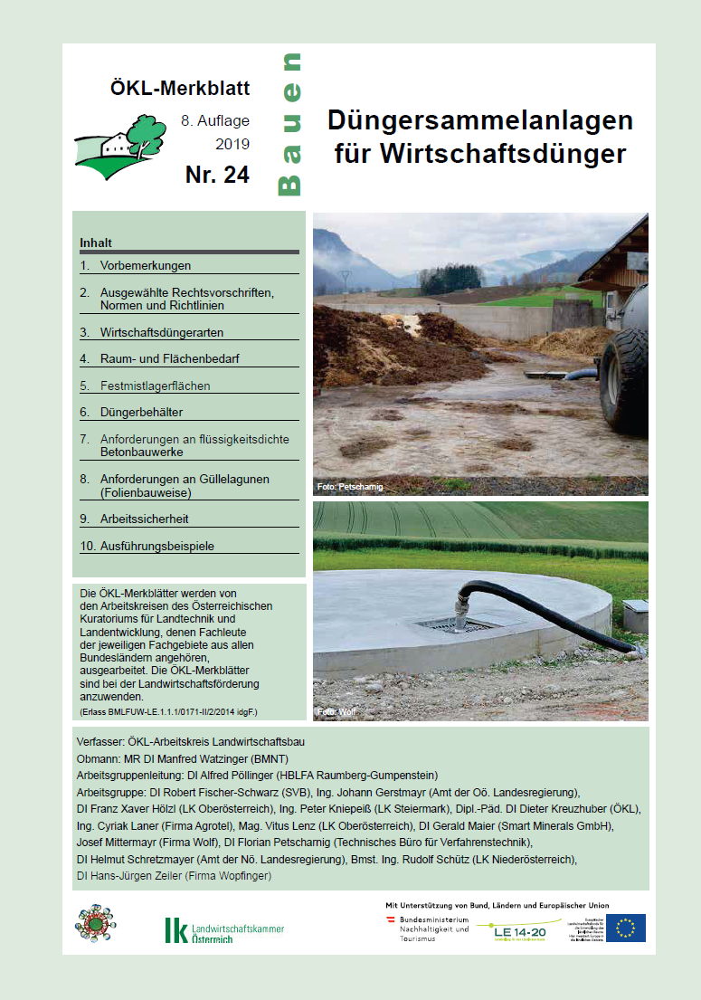 ÖKL-Merkblatt
8. Auflage
2019
Nr. 24
Bauen
Düngersammelanlagen
für Wirtschaftsdünger
Inhalt
1. Vorbemerkungen
2. Ausgewählte Rechtsvorschriften,
Normen und Richtlinien
3. Wirtschaftsdüngerarten
4. Raum- und Flächenbedarf
5. Festmistlagerflächen
6. Düngerbehälter
7. Anforderungen an flüssigkeitsdichte
Betonbauwerke
8. Anforderungen an Güllelagunen
(Folienbauweise)
9. Arbeitssicherheit
10. Ausführungsbeispiele
Foto: Petscharnig
Foto: Wolf
Die ÖKL-Merkblätter werden von
den Arbeitskreisen des Österreichischen
Kuratoriums für Landtechnik und
Landentwicklung, denen Fachleute
der jeweiligen Fachgebiete aus allen
Bundesländern angehören,
ausgearbeitet. Die ÖKL-Merkblätter
sind bei der Landwirtschaftsförderung
anzuwenden.
(Erlass BMLFUW-LE.1.1.1/0171-II/2/2014 idgF.)
Verfasser: ÖKL-Arbeitskreis Landwirtschaftsbau
Obmann: MR DI Manfred Watzinger (BMNT)
Arbeitsgruppenleitung: DI Alfred Pöllinger (HBLFA Raumberg-Gumpenstein)
Arbeitsgruppe: DI Robert Fischer-Schwarz (SVB), Ing. Johann Gerstmayr (Amt der Oö. Landesregierung),
DI Franz Xaver Hölzl (LK Oberösterreich), Ing. Peter Kniepeiß (LK Steiermark), Dipl.-Päd. DI Dieter Kreuzhuber (ÖKL),
Ing. Cyriak Laner (Firma Agrotel), Mag. Vitus Lenz (LK Oberösterreich), DI Gerald Maier (Smart Minerals GmbH),
Josef Mittermayr (Firma Wolf), DI Florian Petscharnig (Technisches Büro für Verfahrenstechnik),
DI Helmut Schretzmayer (Amt der Nö. Landesregierung), Bmst. Ing. Rudolf Schütz (LK Niederösterreich),
DI Hans-Jürgen Zeiler (Firma Wopfinger)
Mit Unterstützung von Bund, Ländern und Europäischer Union
lk Landwirtschaftskammer
Österreich
Bundesministerium
Nachhaltigkeit und
Tourismus
LE 14-20